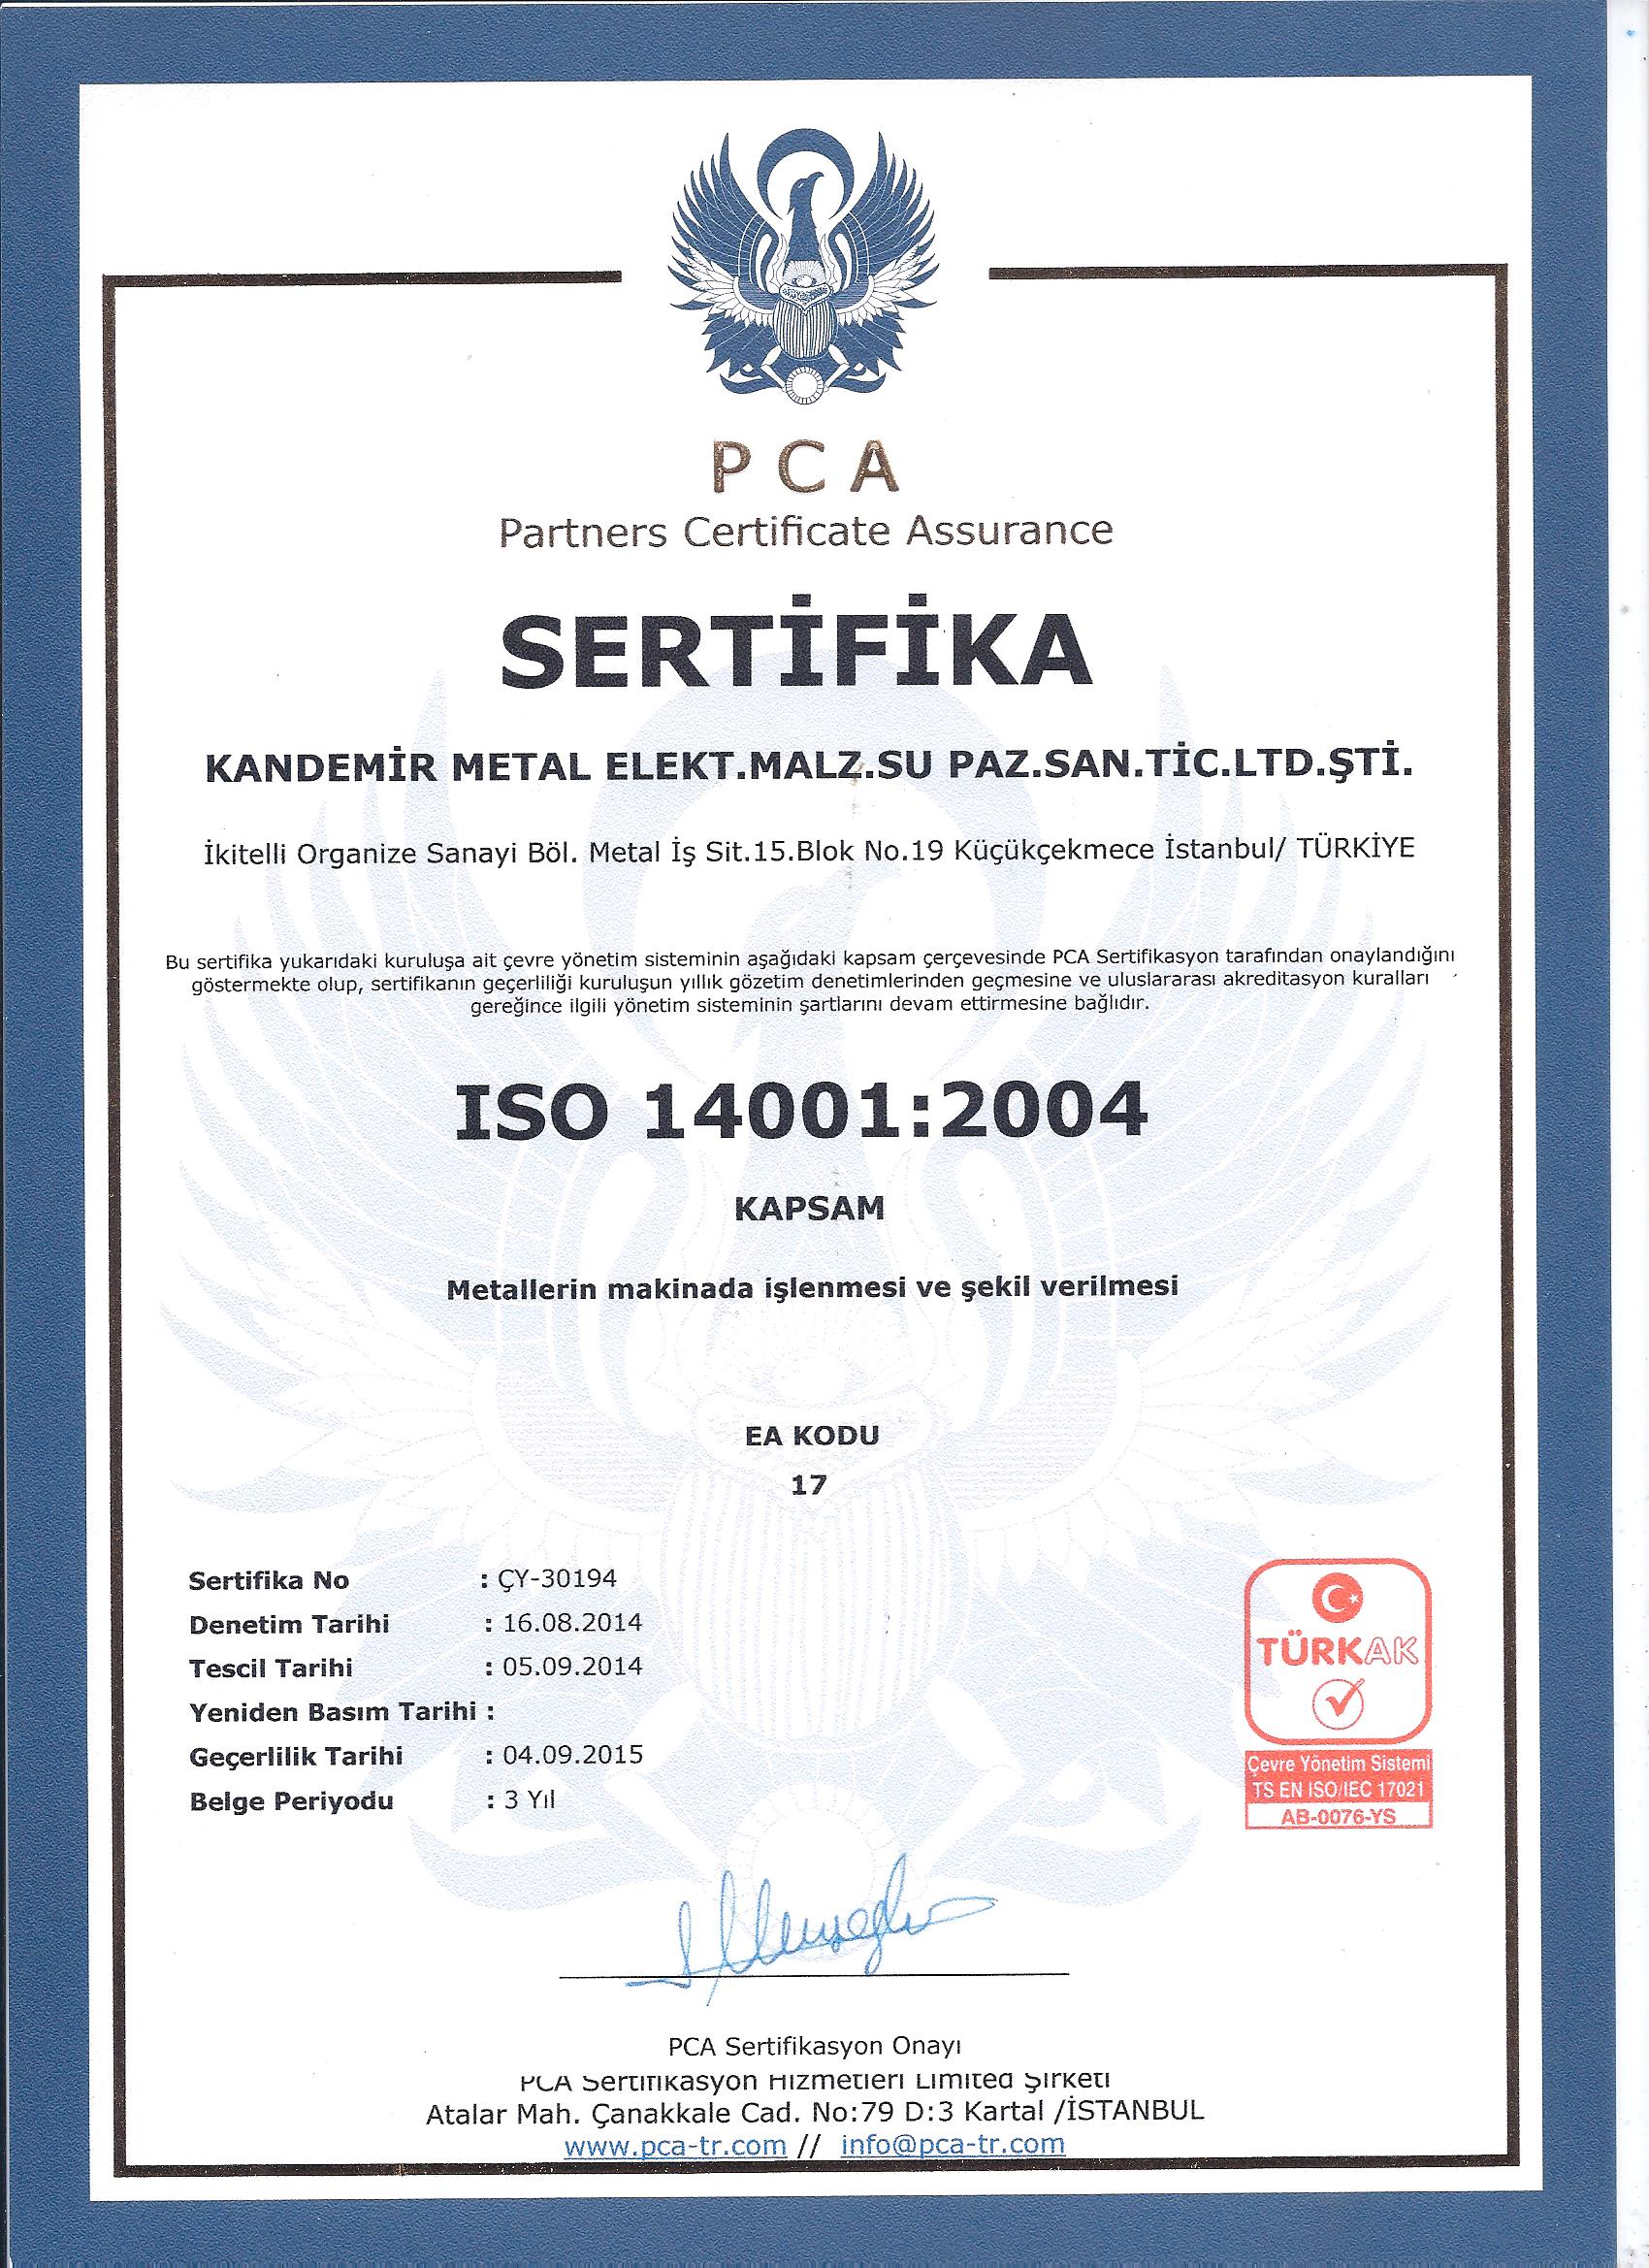 P C A
Partners Certificate Assurance
SERTİFİKA
KANDEMİR METAL ELEKT.MALZ.SU PAZ.SAN.TİC.LTD.ŞTİ.
İkitelli Organize Sanayi Böl. Metal İş Sit.15.Blok No.19 Küçükçekmece İstanbul/ TÜRKİYE
Bu sertifika yukarıdaki kuruluşa ait çevre yönetim sisteminin aşağıdaki kapsam çerçevesinde PCA Sertifikasyon tarafından onaylandığını
göstermekte olup, sertifikanın geçerliliği kuruluşun yıllık gözetim denetimlerinden geçmesine ve uluslararası akreditasyon kuralları
gereğince ilgili yönetim sisteminin şartlarını devam ettirmesine bağlıdır.
ISO 14001:2004
KAPSAM
Metallerin makinada işlenmesi ve şekil verilmesi
EA KODU
17
Sertifika No : ÇY-30194
Denetim Tarihi : 16.08.2014
Tescil Tarihi : 05.09.2014
Yeniden Basım Tarihi :
Geçerlilik Tarihi : 04.09.2015
Belge Periyodu : 3 Yıl
TÜRKAK
Çevre Yönetim Sistemi
TS EN ISO/IEC 17021
AB-0076-YS
PCA Sertifikasyon Onayı
PCA Sertifikasyon Hizmetleri Limited Şirketi
Atalar Mah. Çanakkale Cad. No:79 D:3 Kartal /İSTANBUL
www.pca-tr.com // info@pca-tr.com